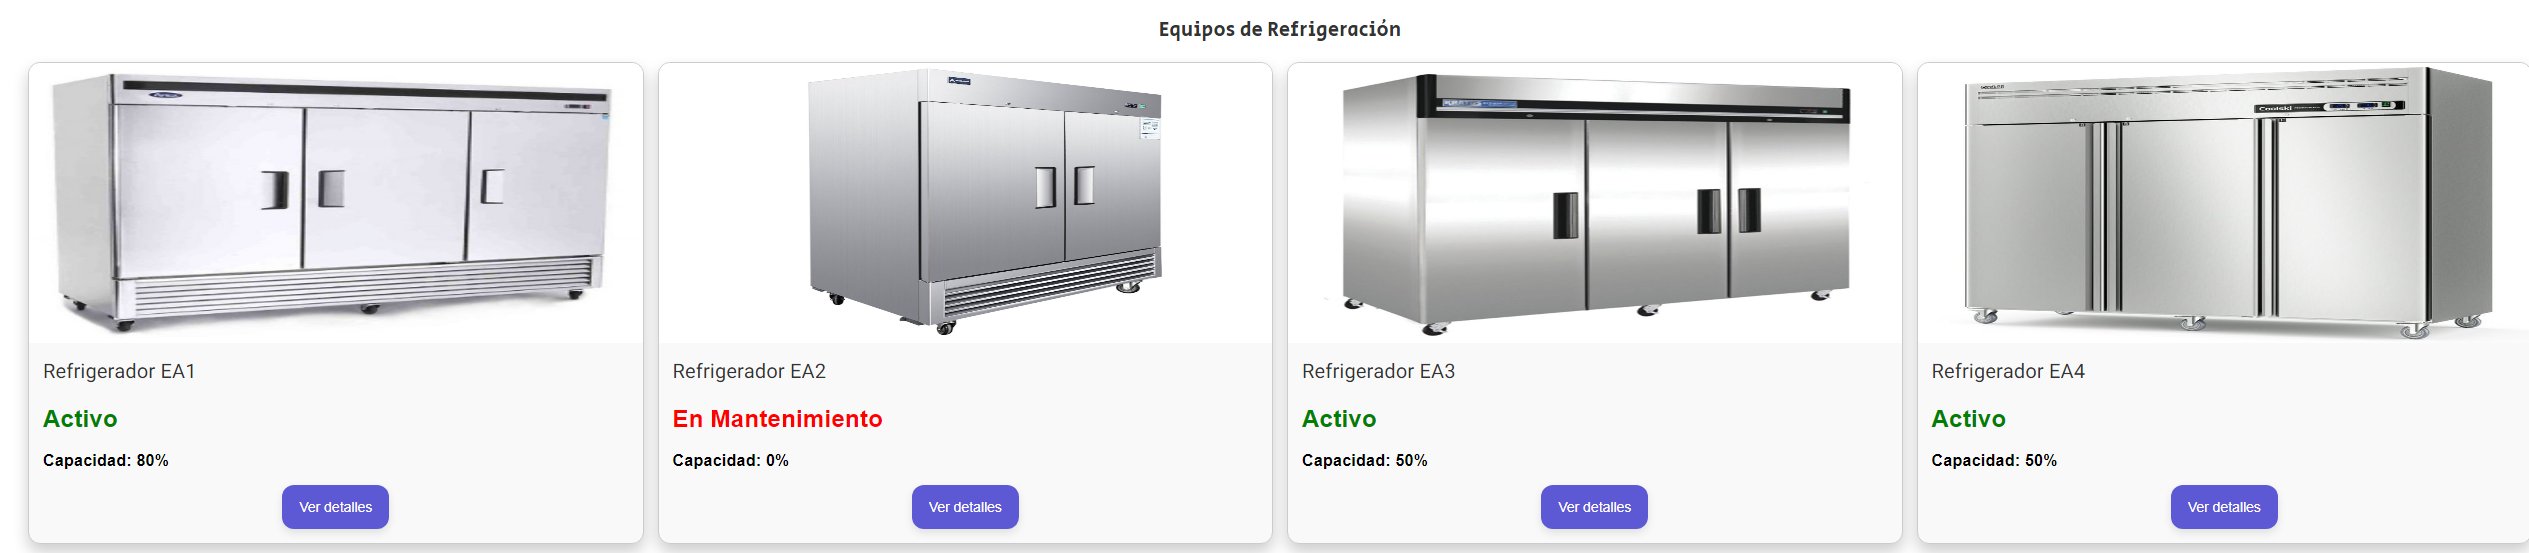 Equipos de Refrigeración
Coolski
Refrigerador EA1
Activo
Capacidad: 80%
Ver detalles
Refrigerador EA2
En Mantenimiento
Capacidad: 0%
Ver detalles
Refrigerador EA3
Activo
Capacidad: 50%
Ver detalles
Refrigerador EA4
Activo
Capacidad: 50%
Ver detalles